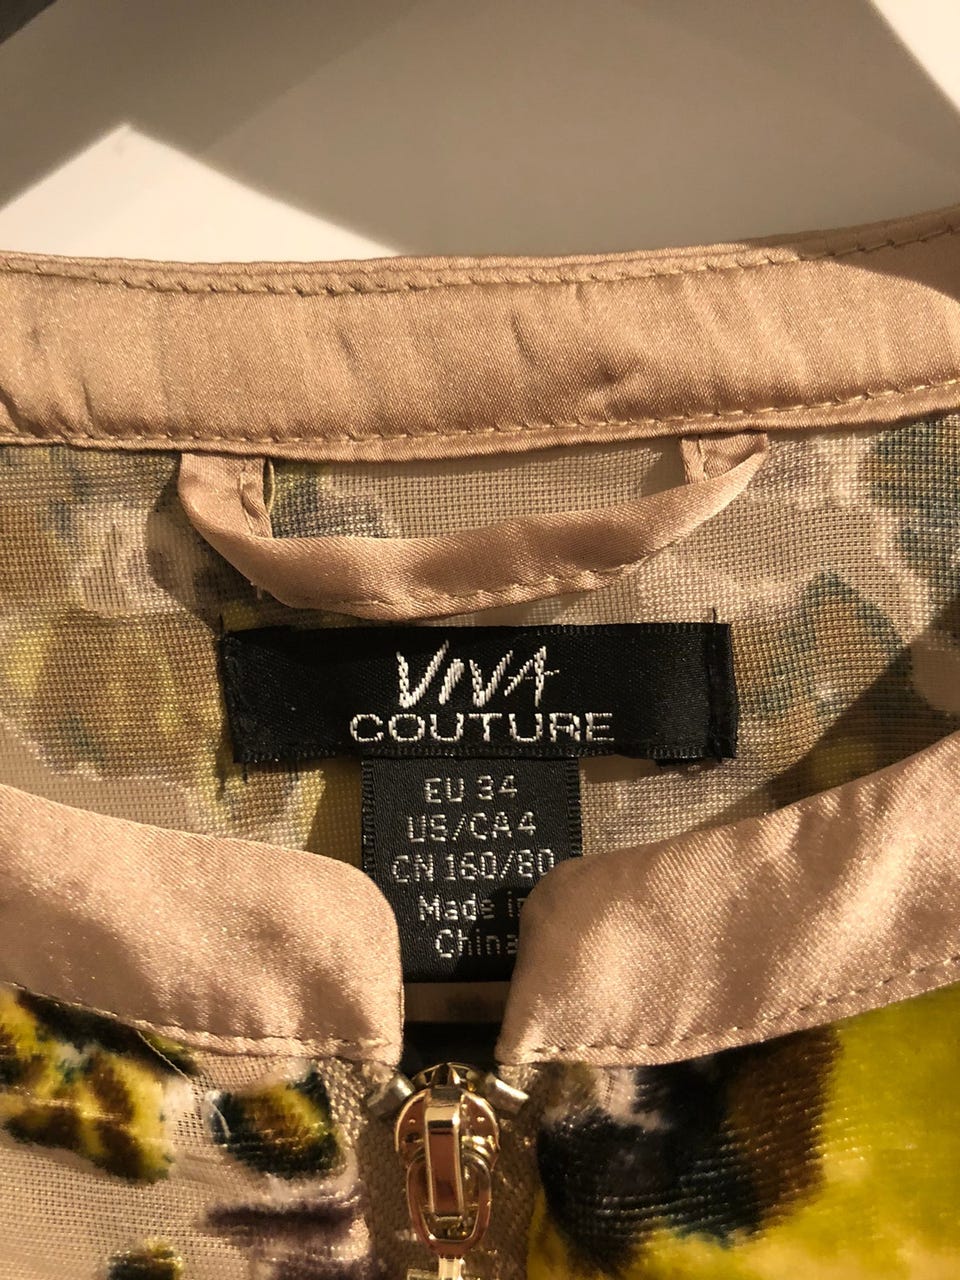 VIVA
COUTURE
EU 34
US/CA 4
CN 160/80
Made in
China